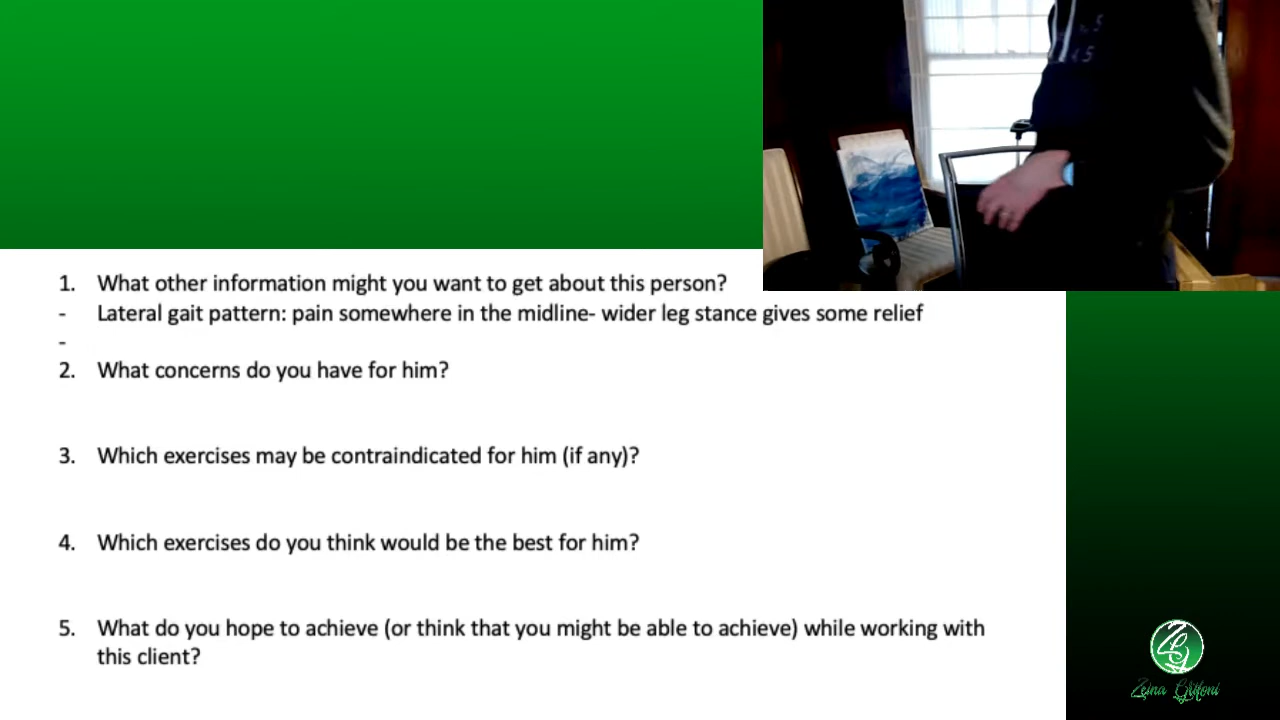 1. What other information might you want to get about this person?
- Lateral gait pattern: pain somewhere in the midline- wider leg stance gives some relief
-
2. What concerns do you have for him?
3. Which exercises may be contraindicated for him (if any)?
4. Which exercises do you think would be the best for him?
5. What do you hope to achieve (or think that you might be able to achieve) while working with
this client?
Zeina Grifoni